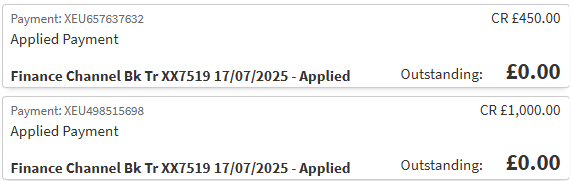 Payment: XEU657637632 CR £450.00
Applied Payment
Finance Channel Bk Tr XX7519 17/07/2025 - Applied Outstanding: £0.00
Payment: XEU498515698 CR £1,000.00
Applied Payment
Finance Channel Bk Tr XX7519 17/07/2025 - Applied Outstanding: £0.00